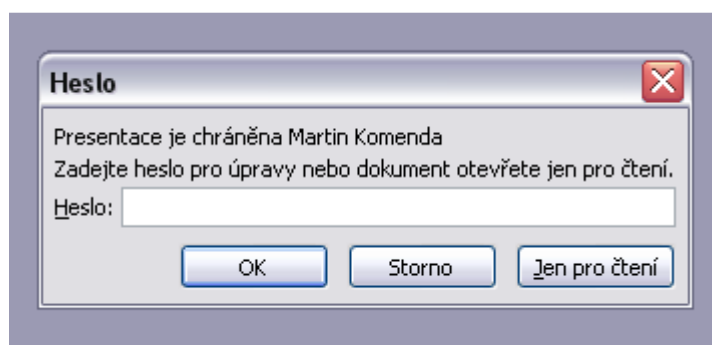 Heslo
Presentace je chráněna Martin Komenda
Zadejte heslo pro úpravy nebo dokument otevřete jen pro čtení.
Heslo:
OK Storno Jen pro čtení